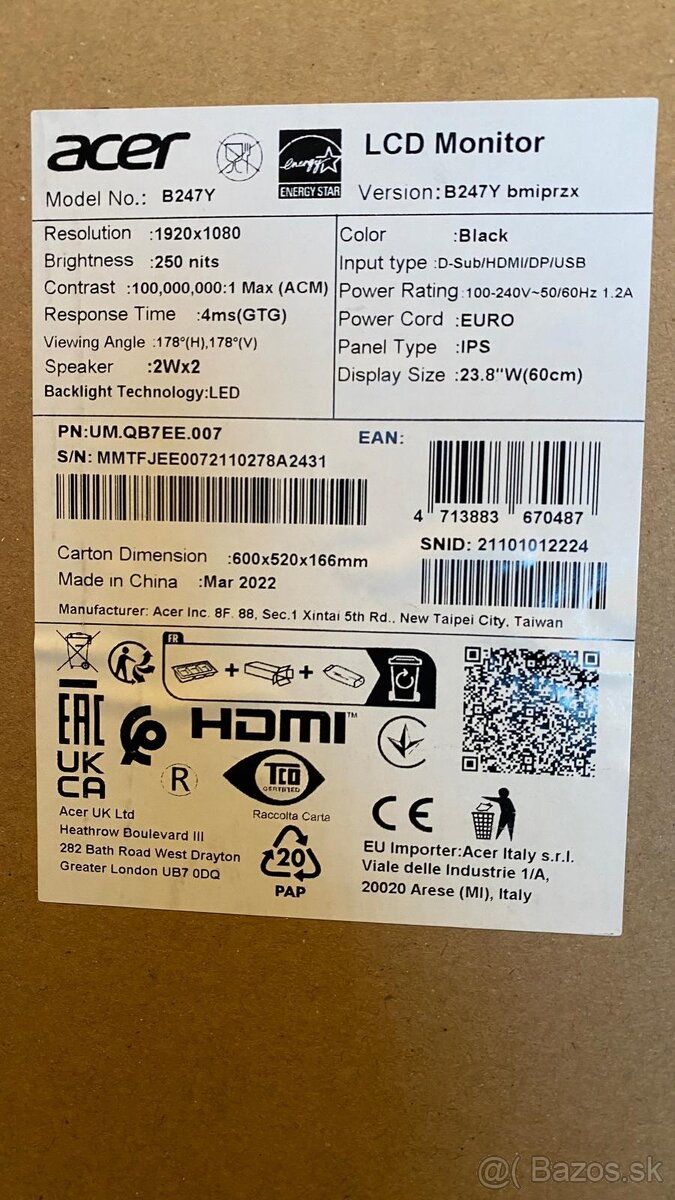 acer
energy
ENERGY STAR
LCD Monitor
Model No.: B247Y
Version: B247Y bmiprzx
Resolution :1920x1080
Brightness :250 nits
Contrast :100,000,000:1 Max (ACM)
Response Time :4ms(GTG)
Viewing Angle :178°(H),178°(V)
Speaker :2Wx2
Backlight Technology:LED
Color :Black
Input type :D-Sub/HDMI/DP/USB
Power Rating :100-240V~50/60Hz 1.2A
Power Cord :EURO
Panel Type :IPS
Display Size :23.8"W(60cm)
PN:UM.QB7EE.007
S/N: MMTFJEE0072110278A2431
EAN:
4 713883 670487
Carton Dimension :600x520x166mm
Made in China :Mar 2022
SNID: 21101012224
Manufacturer: Acer Inc. 8F. 88, Sec.1 Xintai 5th Rd., New Taipei City, Taiwan
FR
+ +
EAC
HDMI™
UK
CA
R
TCO
CERTIFIED
Acer UK Ltd
Heathrow Boulevard III
282 Bath Road West Drayton
Greater London UB7 0DQ
Raccolta Carta
20
PAP
CE
EU Importer:Acer Italy s.r.l.
Viale delle Industrie 1/A,
20020 Arese (MI), Italy
@( Bazos.sk